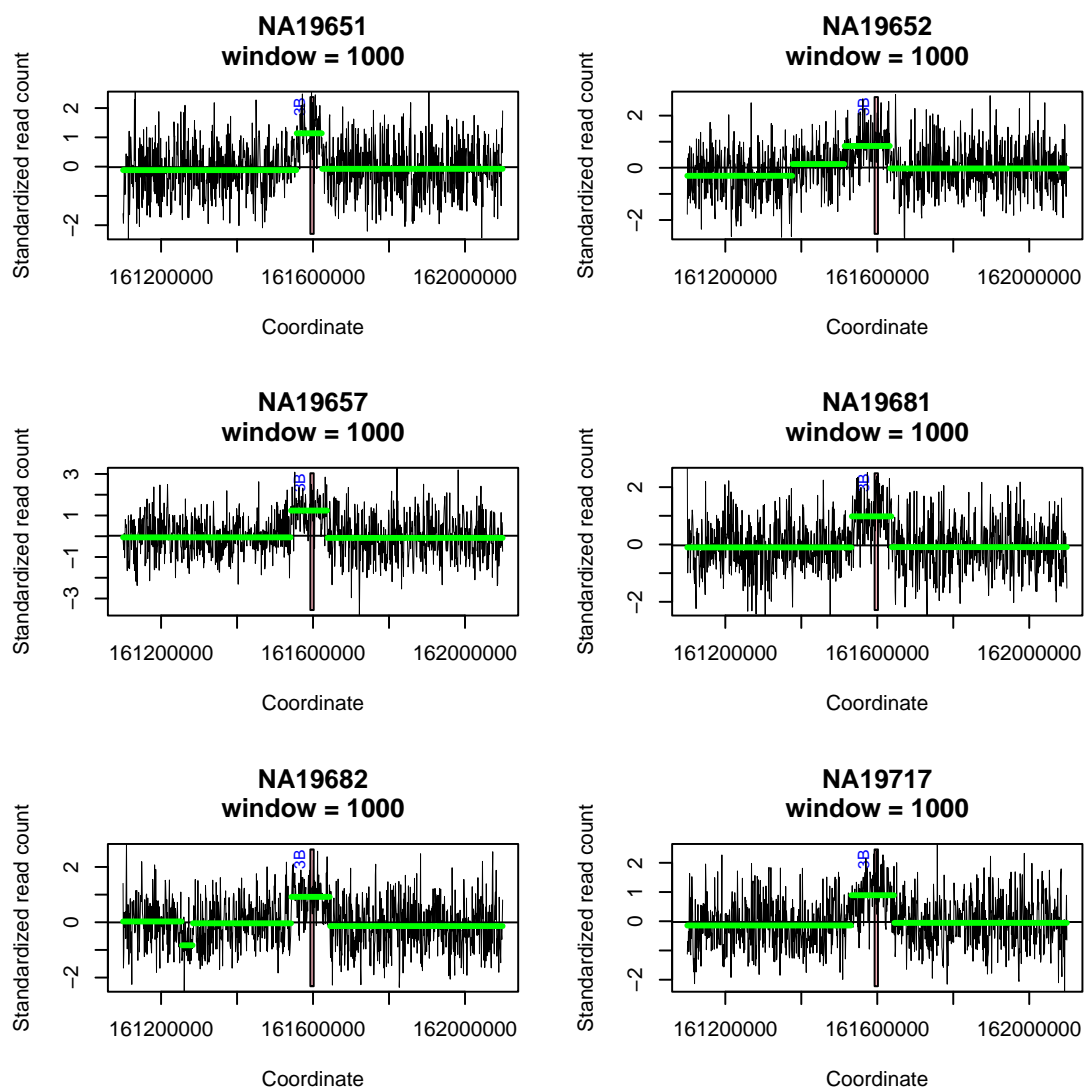 NA19651
window = 1000
Standardized read count
2
1
0
−2
3B
161200000 161600000 162000000
Coordinate
NA19652
window = 1000
Standardized read count
2
0
−2
3B
161200000 161600000 162000000
Coordinate
NA19657
window = 1000
Standardized read count
3
1
−1
−3
3B
161200000 161600000 162000000
Coordinate
NA19681
window = 1000
Standardized read count
2
0
−2
3B
161200000 161600000 162000000
Coordinate
NA19682
window = 1000
Standardized read count
2
0
−2
3B
161200000 161600000 162000000
Coordinate
NA19717
window = 1000
Standardized read count
2
1
0
−2
3B
161200000 161600000 162000000
Coordinate